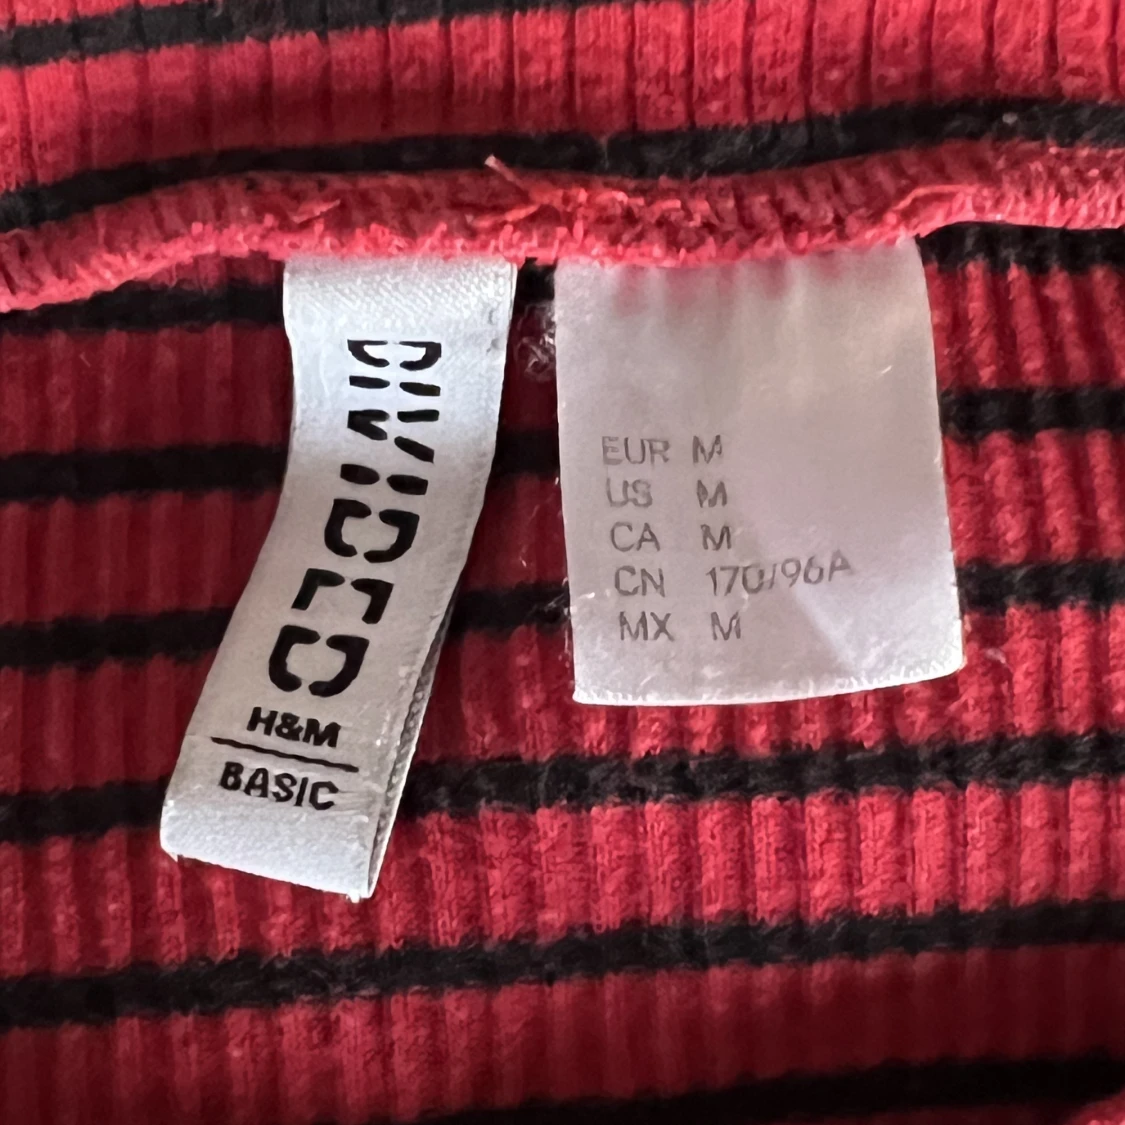 DIVIDED
H&M
BASIC
EUR M
US M
CA M
CN 170/96A
MX M